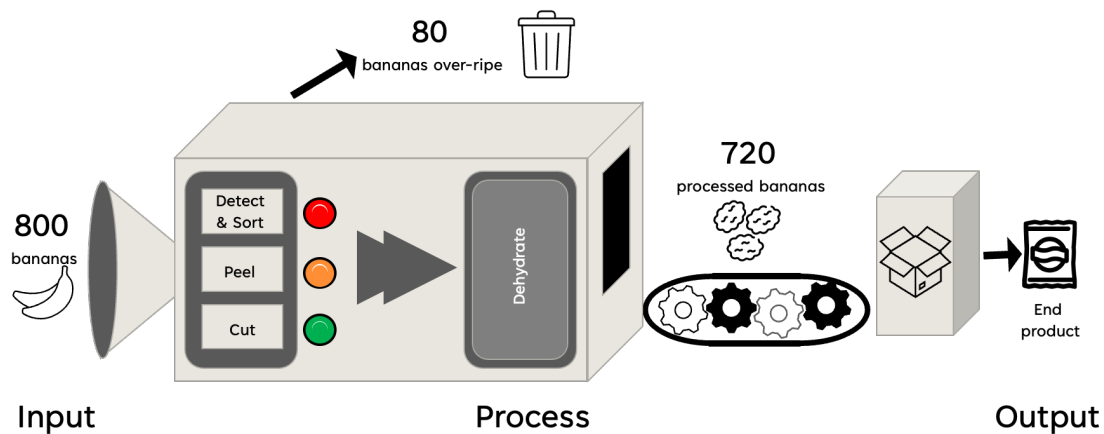 80
bananas over-ripe
800
bananas
Detect
& Sort
Peel
Cut
Dehydrate
720
processed bananas
End
product
Input
Process
Output